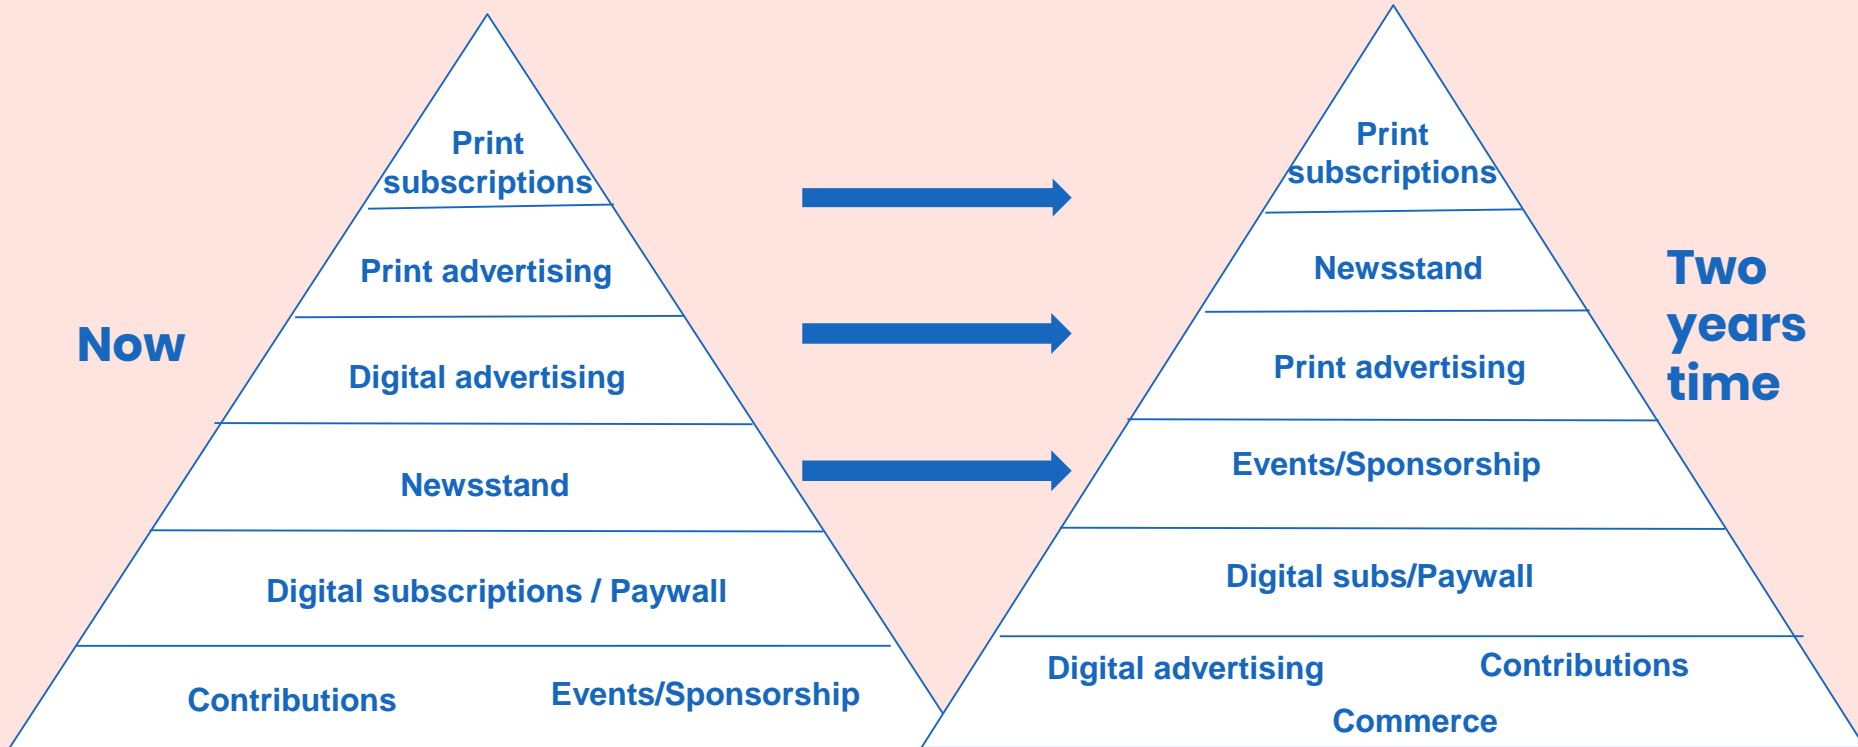 Now
Print
subscriptions
Print advertising
Digital advertising
Newsstand
Digital subscriptions / Paywall
Contributions
Events/Sponsorship
Print
subscriptions
Newsstand
Print advertising
Events/Sponsorship
Digital subs/Paywall
Digital advertising
Contributions
Commerce
Two
years
time